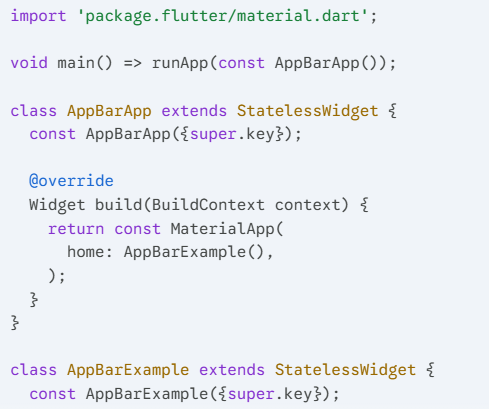 import 'package.flutter/material.dart';
void main() => runApp(const AppBarApp());
class AppBarApp extends StatelessWidget {
const AppBarApp({super.key});
@override
Widget build(BuildContext context) {
return const MaterialApp(
home: AppBarExample(),
);
}
}
class AppBarExample extends StatelessWidget {
const AppBarExample({super.key});